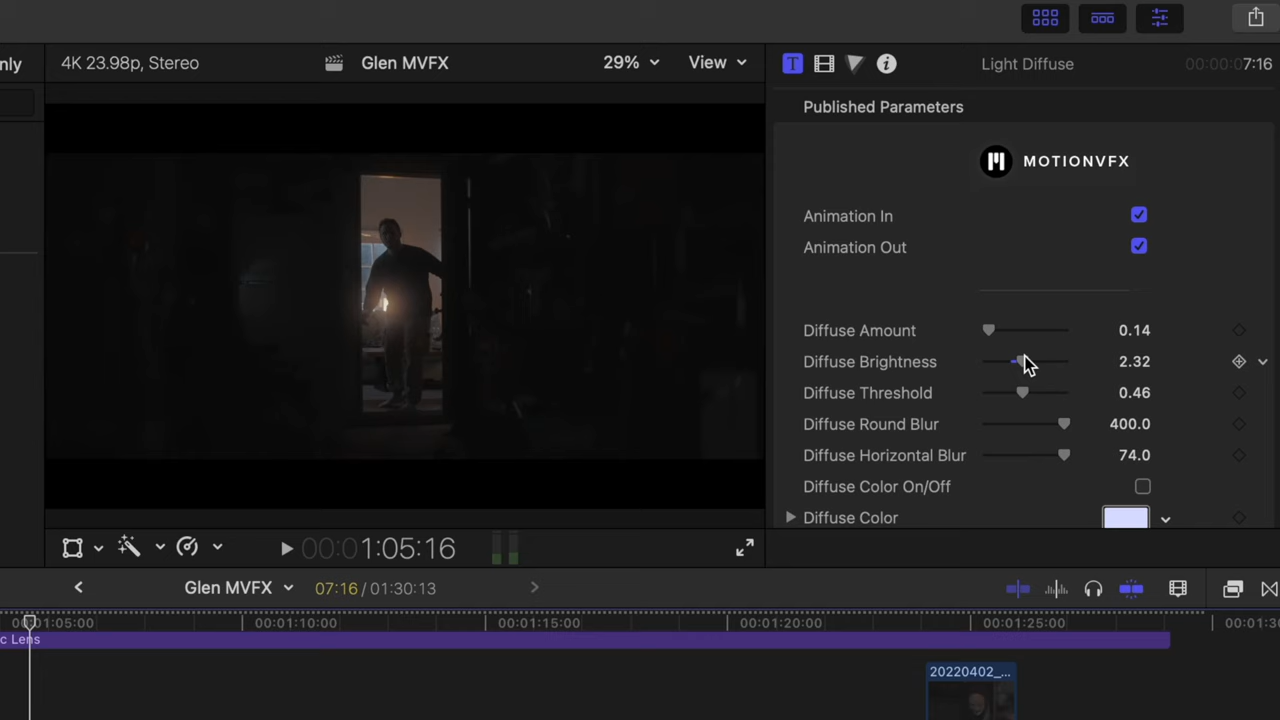 nly
4K 23.98p, Stereo
Glen MVFX
29%
View
Light Diffuse
00:00:07:16
Published Parameters
MOTIONVFX
Animation In
Animation Out
Diffuse Amount 0.14
Diffuse Brightness 2.32
Diffuse Threshold 0.46
Diffuse Round Blur 400.0
Diffuse Horizontal Blur 74.0
Diffuse Color On/Off
Diffuse Color
00:01:05:16
Glen MVFX
07:16 / 01:30:13
00:01:05:00
00:01:10:00
00:01:15:00
00:01:20:00
00:01:25:00
00:01:30
c Lens
20220402_...